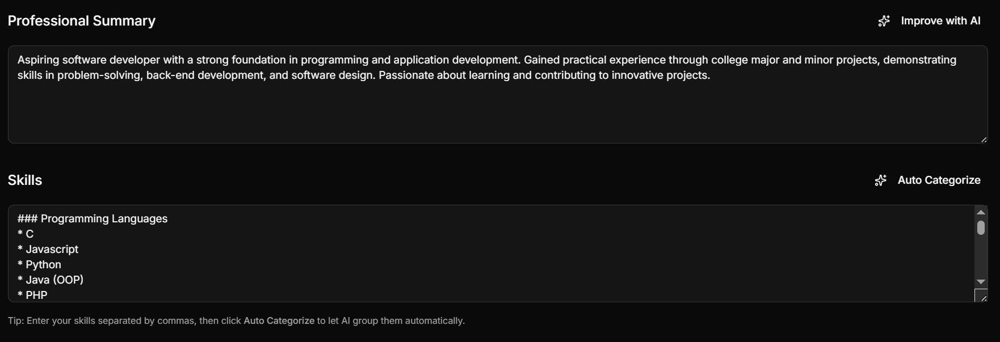 Professional Summary
Improve with AI
Aspiring software developer with a strong foundation in programming and application development. Gained practical experience through college major and minor projects, demonstrating
skills in problem-solving, back-end development, and software design. Passionate about learning and contributing to innovative projects.
Skills
Auto Categorize
### Programming Languages
* C
* Javascript
* Python
* Java (OOP)
* PHP
Tip: Enter your skills separated by commas, then click Auto Categorize to let AI group them automatically.